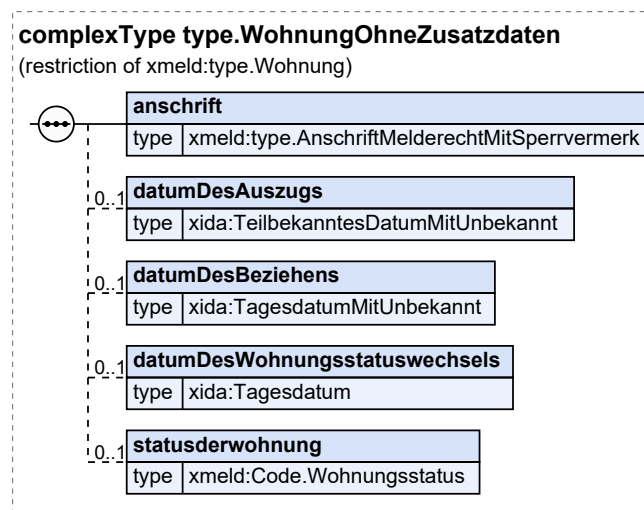 complexType type.WohnungOhneZusatzdaten
(restriction of xmeld:type.Wohnung)
anschrift
type xmeld:type.AnschriftMelderechtMitSperrvermerk
0..1 datumDesAuszugs
type xida:TeilbekanntesDatumMitUnbekannt
0..1 datumDesBeziehens
type xida:TagesdatumMitUnbekannt
0..1 datumDesWohnungsstatuswechsels
type xida:Tagesdatum
0..1 statusderwohnung
type xmeld:Code.Wohnungsstatus